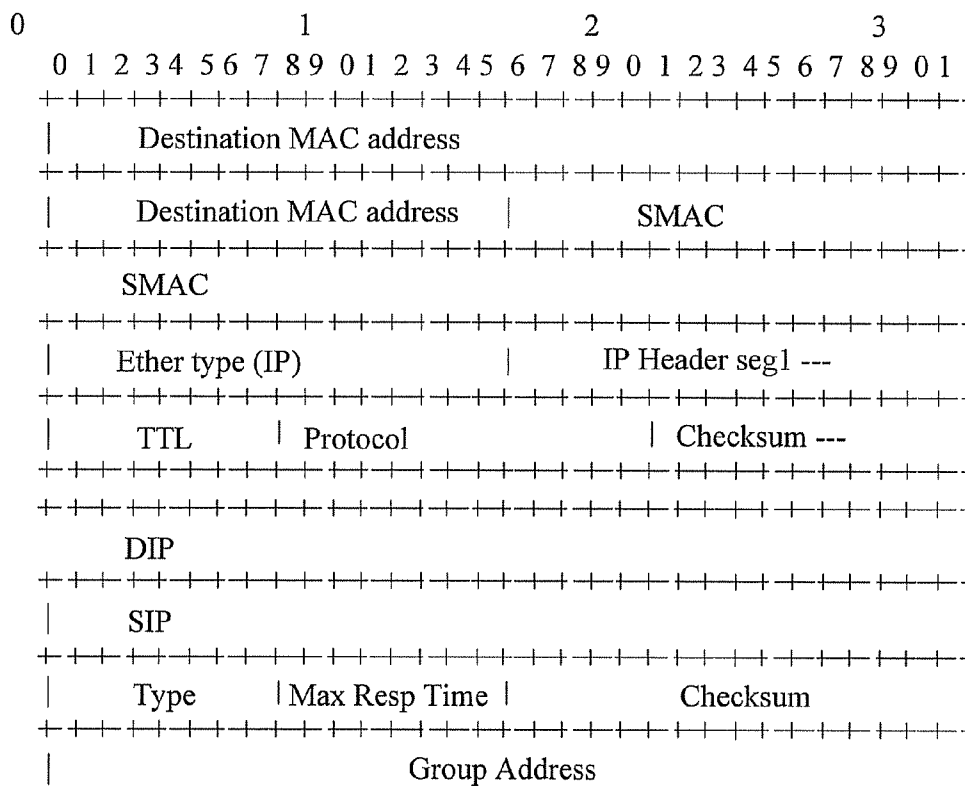 0 1 2 3
0 1 2 3 4 5 6 7 8 9 0 1 2 3 4 5 6 7 8 9 0 1 2 3 4 5 6 7 8 9 0 1
Destination MAC address
| Destination MAC address | SMAC
SMAC
| Ether type (IP) | IP Header seg1 ---
| TTL | Protocol | Checksum ---
DIP
| SIP
| Type | Max Resp Time | Checksum
| Group Address